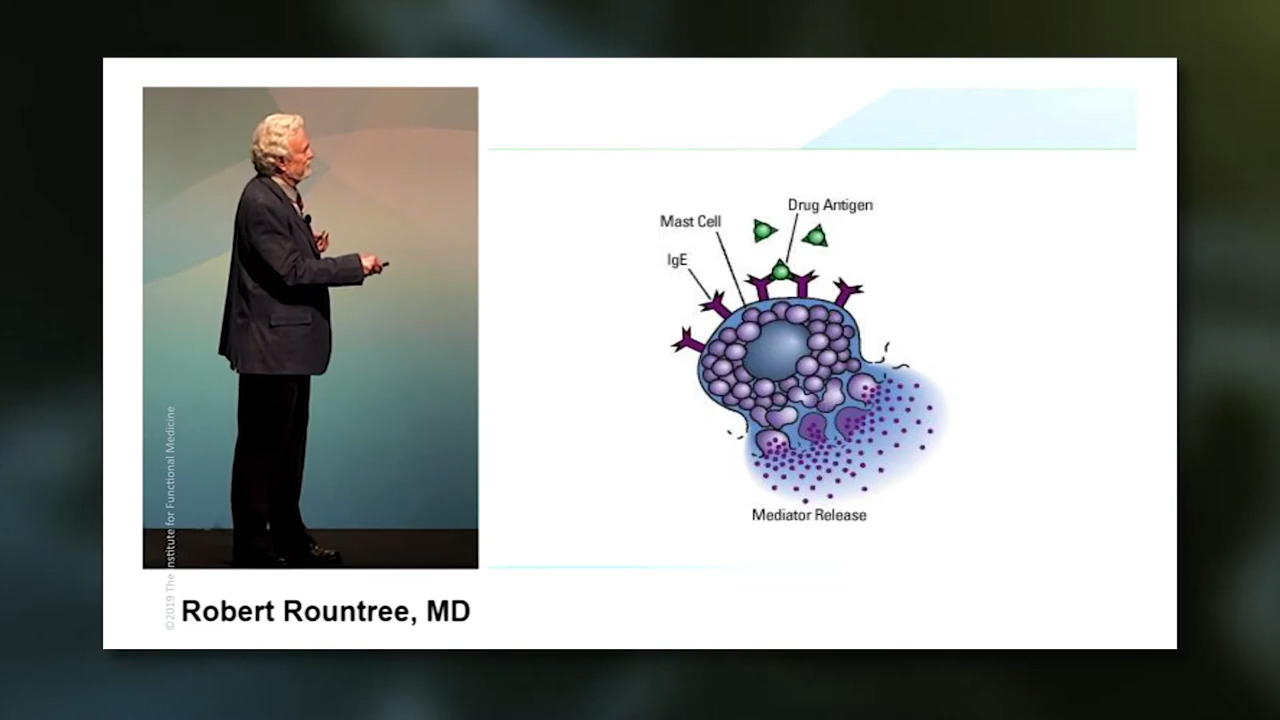 Drug Antigen
Mast Cell
IgE
Mediator Release
©2019 The Institute for Functional Medicine
Robert Rountree, MD